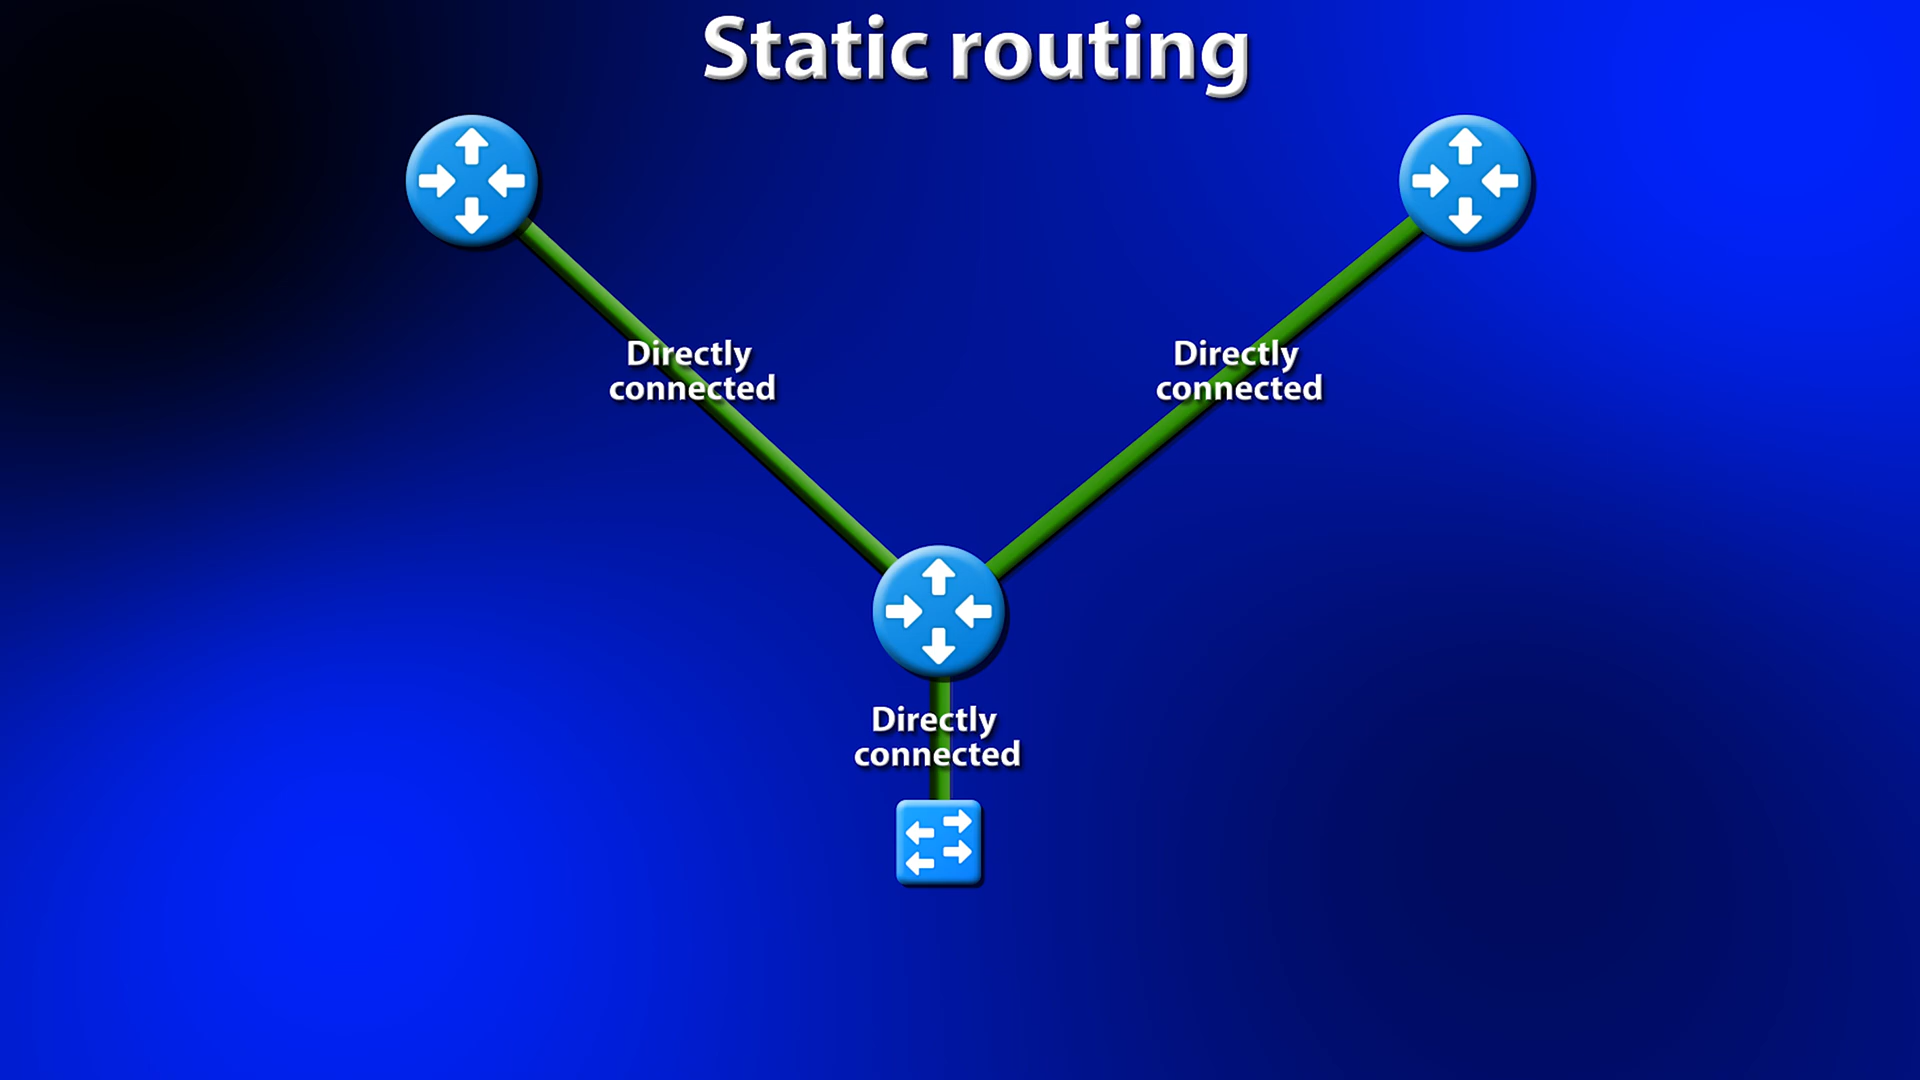 Static routing
Directly
connected
Directly
connected
Directly
connected